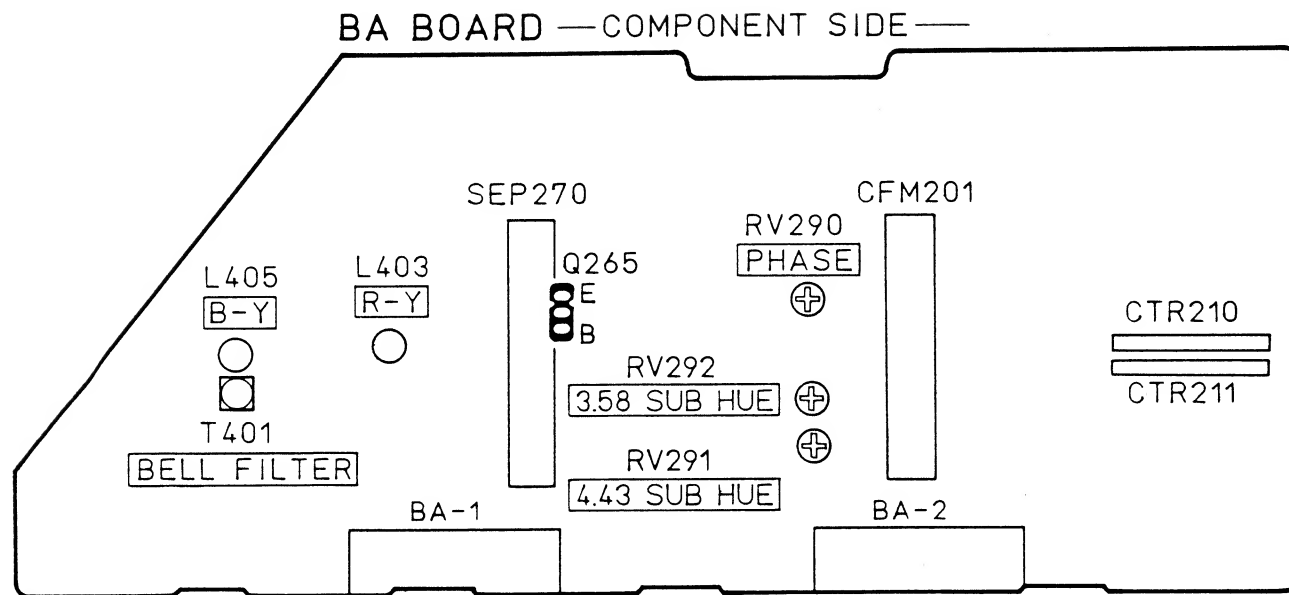 BA BOARD — COMPONENT SIDE —
SEP270
CFM201
RV290
PHASE
Q265
E
B
L405
B-Y
L403
R-Y
CTR210
CTR211
RV292
3.58 SUB HUE
T401
BELL FILTER
RV291
4.43 SUB HUE
BA-1
BA-2